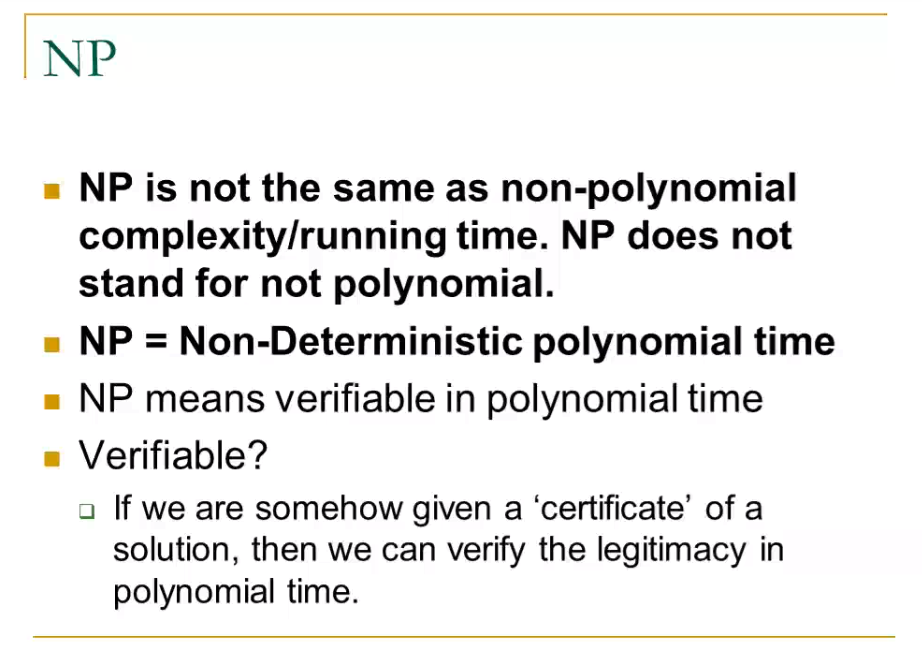 NP
NP is not the same as non-polynomial
complexity/running time. NP does not
stand for not polynomial.
NP = Non-Deterministic polynomial time
NP means verifiable in polynomial time
Verifiable?
If we are somehow given a ‘certificate’ of a
solution, then we can verify the legitimacy in
polynomial time.